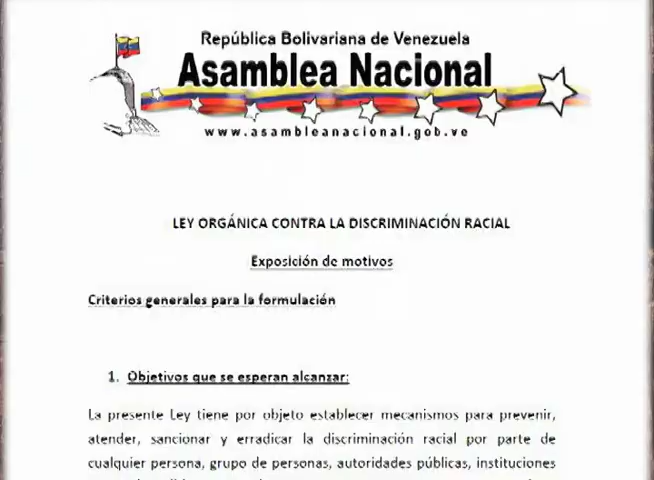 República Bolivariana de Venezuela
Asamblea Nacional
www.asambleanacional.gob.ve
LEY ORGÁNICA CONTRA LA DISCRIMINACIÓN RACIAL
Exposición de motivos
Criterios generales para la formulación
1. Objetivos que se esperan alcanzar:
La presente Ley tiene por objeto establecer mecanismos para prevenir,
atender, sancionar y erradicar la discriminación racial por parte de
cualquier persona, grupo de personas, autoridades públicas, instituciones